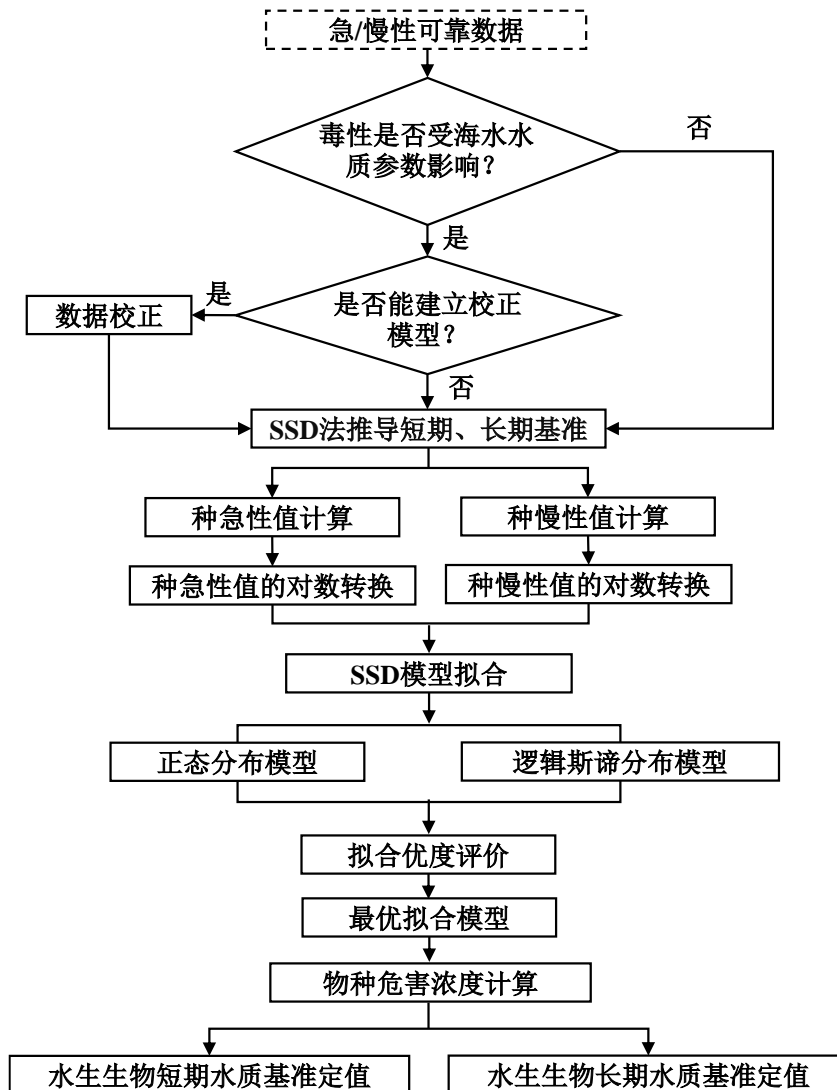 急/慢性可靠数据
毒性是否受海水水
质参数影响？
否
是
是否能建立校正
模型？
是
数据校正
否
SSD法推导短期、长期基准
种急性值计算
种慢性值计算
种急性值的对数转换
种慢性值的对数转换
SSD模型拟合
正态分布模型
逻辑斯谛分布模型
拟合优度评价
最优拟合模型
物种危害浓度计算
水生生物短期水质基准定值
水生生物长期水质基准定值